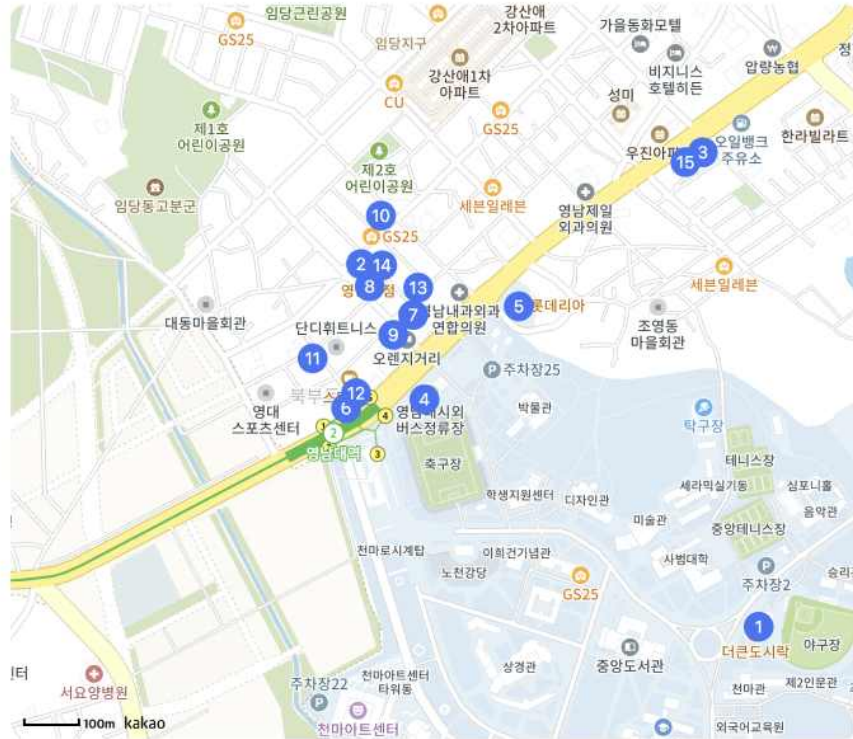 임당근린공원
GS25
임당지구
강산애
2차아파트
가을동화모텔
강산애1차
아파트
비지니스
호텔히든
압량농협
CU
성미
제1호
어린이공원
GS25
우진아파
오일뱅크
주유소
한라빌라트
15
3
제2호
어린이공원
임당동고분군
세븐일레븐
영남제일
외과의원
10
GS25
2
14
8
13
세븐일레븐
대동마을회관
단디휘트니스
7
영남내과외과
연합의원
5
롯데리아
조영동
마을회관
9
오렌지거리
11
주차장25
북부
12
6
4
영대
스포츠센터
버스정류장
박물관
탁구장
1
4
2
3
영남대역
축구장
테니스장
학생지원센터
디자인관
세라믹실기동
심포니홀
미술관
중앙테니스장
음악관
천마로시계탑
이희건기념관
사범대학
노천강당
GS25
주차장2
승리
1
더큰도시락
야구장
터
서요양병원
주차장22
천마아트센터
타워동
상경관
중앙도서관
천마관
제2인문관
천마아트센터
외국어교육원
100m kakao